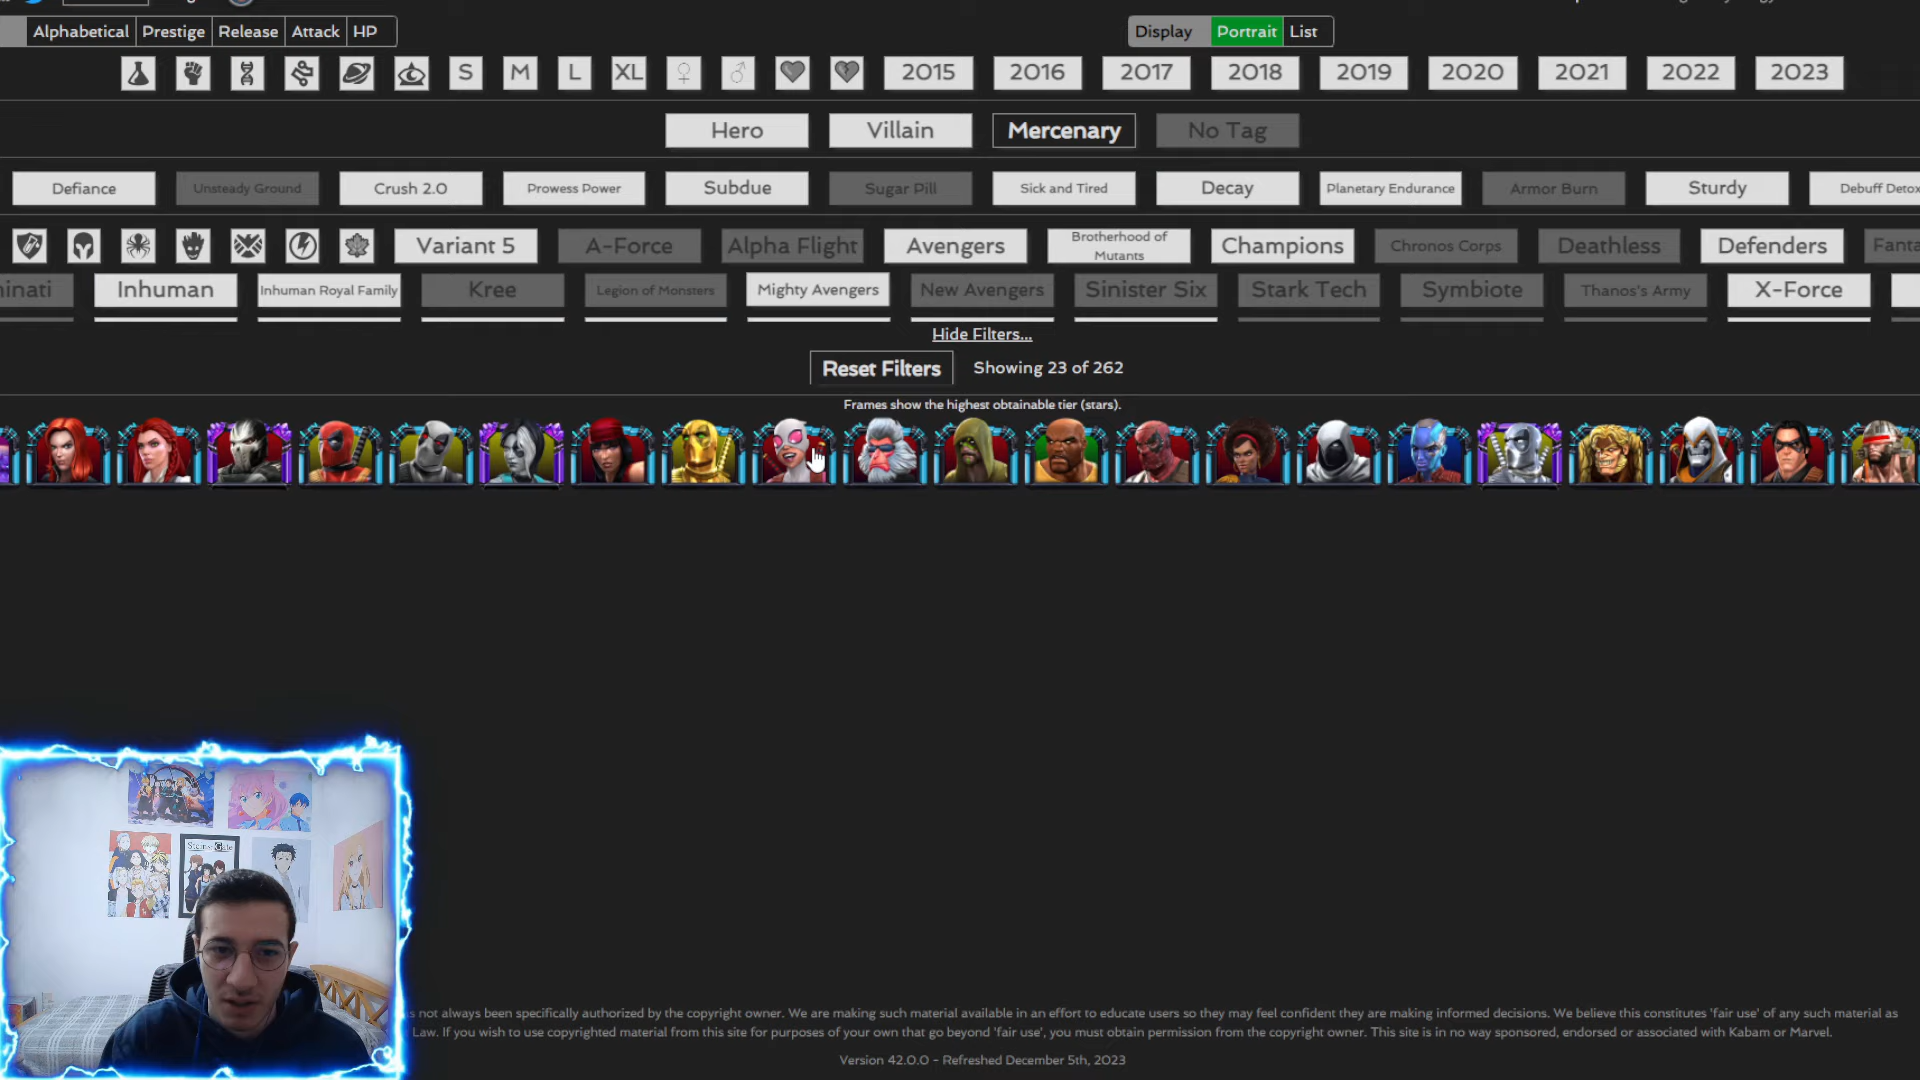 Alphabetical Prestige Release Attack HP Display Portrait List
S M L XL 2015 2016 2017 2018 2019 2020 2021 2022 2023
Hero Villain Mercenary No Tag
Defiance Unsteady Ground Crush 2.0 Prowess Power Subdue Sugar Pill Sick and Tired Decay Planetary Endurance Armor Burn Sturdy Debuff Detox
Variant 5 A-Force Alpha Flight Avengers Brotherhood of Mutants Champions Chronos Corps Deathless Defenders Fanta
inati Inhuman Inhuman Royal Family Kree Legion of Monsters Mighty Avengers New Avengers Sinister Six Stark Tech Symbiote Thanos's Army X-Force
Hide Filters...
Reset Filters Showing 23 of 262
Frames show the highest obtainable tier (stars).
Steins;Gate
s not always been specifically authorized by the copyright owner. We are making such material available in an effort to educate users so they may feel confident they are making informed decisions. We believe this constitutes 'fair use' of any such material as
Law. If you wish to use copyrighted material from this site for purposes of your own that go beyond 'fair use', you must obtain permission from the copyright owner. This site is in no way sponsored, endorsed or associated with Kabam or Marvel.
Version 42.0.0 - Refreshed December 5th, 2023